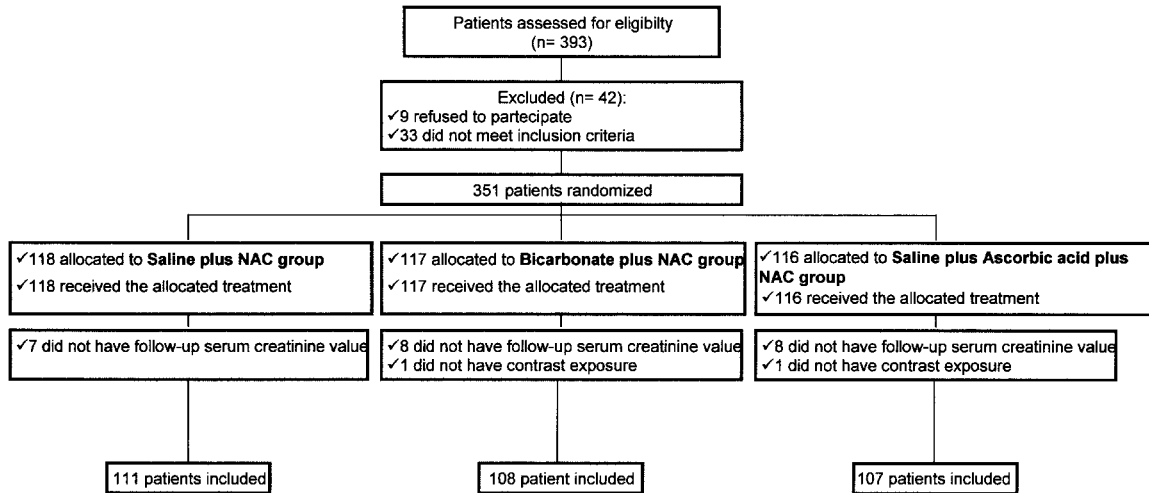 Patients assessed for eligibilty
(n= 393)
Excluded (n= 42):
✓9 refused to partecipate
✓33 did not meet inclusion criteria
351 patients randomized
✓118 allocated to Saline plus NAC group
✓118 received the allocated treatment
✓117 allocated to Bicarbonate plus NAC group
✓117 received the allocated treatment
✓116 allocated to Saline plus Ascorbic acid plus
NAC group
✓116 received the allocated treatment
✓7 did not have follow-up serum creatinine value
✓8 did not have follow-up serum creatinine value
✓1 did not have contrast exposure
✓8 did not have follow-up serum creatinine value
✓1 did not have contrast exposure
111 patients included
108 patient included
107 patients included